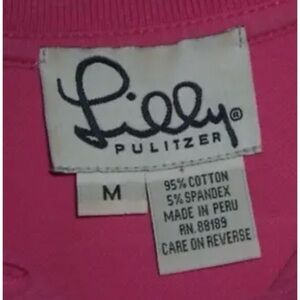 Lilly®
PULITZER
M
95% COTTON
5% SPANDEX
MADE IN PERU
RN. 88189
CARE ON REVERSE